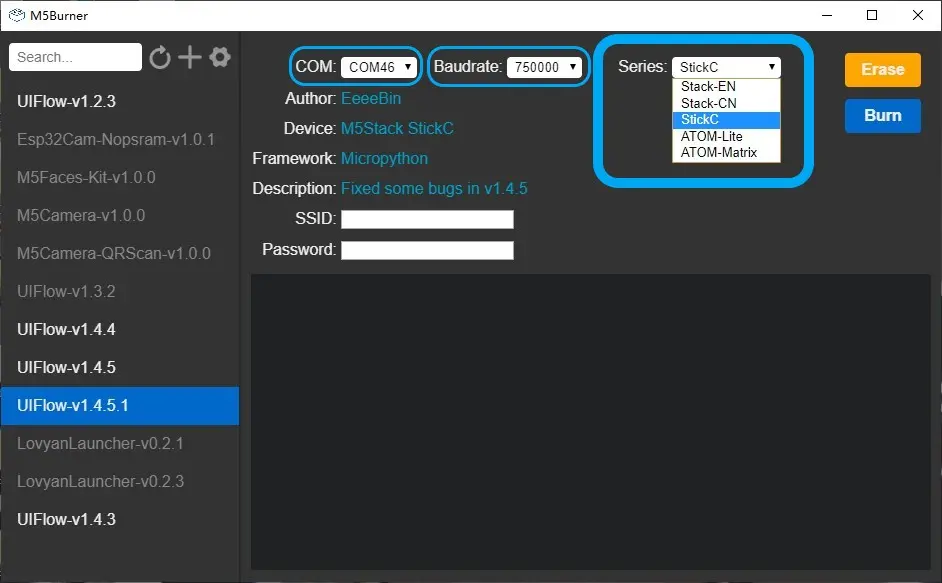 M5Burner
Search...
UIFlow-v1.2.3
Esp32Cam-Nopsram-v1.0.1
M5Faces-Kit-v1.0.0
M5Camera-v1.0.0
M5Camera-QRScan-v1.0.0
UIFlow-v1.3.2
UIFlow-v1.4.4
UIFlow-v1.4.5
UIFlow-v1.4.5.1
LovyanLauncher-v0.2.1
LovyanLauncher-v0.2.3
UIFlow-v1.4.3
COM: COM46 Baudrate: 750000
Author: EeeeBin
Device: M5Stack StickC
Framework: Micropython
Description: Fixed some bugs in v1.4.5
SSID:
Password:
Series: StickC
Stack-EN
Stack-CN
StickC
ATOM-Lite
ATOM-Matrix
Erase
Burn